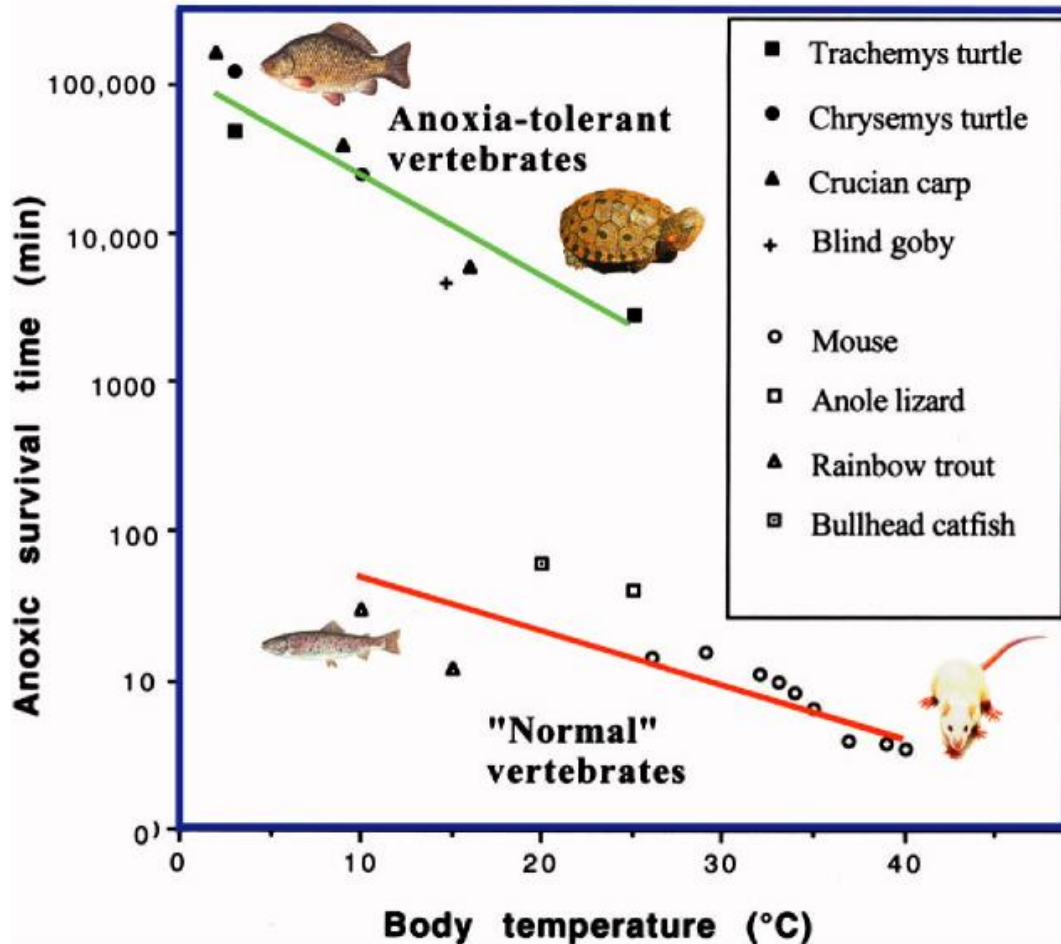 Anoxic survival time (min)
100,000
10,000
1000
100
10
0)
Anoxia-tolerant
vertebrates
"Normal"
vertebrates
Trachemys turtle
Chrysemys turtle
Crucian carp
Blind goby
Mouse
Anole lizard
Rainbow trout
Bullhead catfish
0
10
20
30
40
Body temperature (°C)